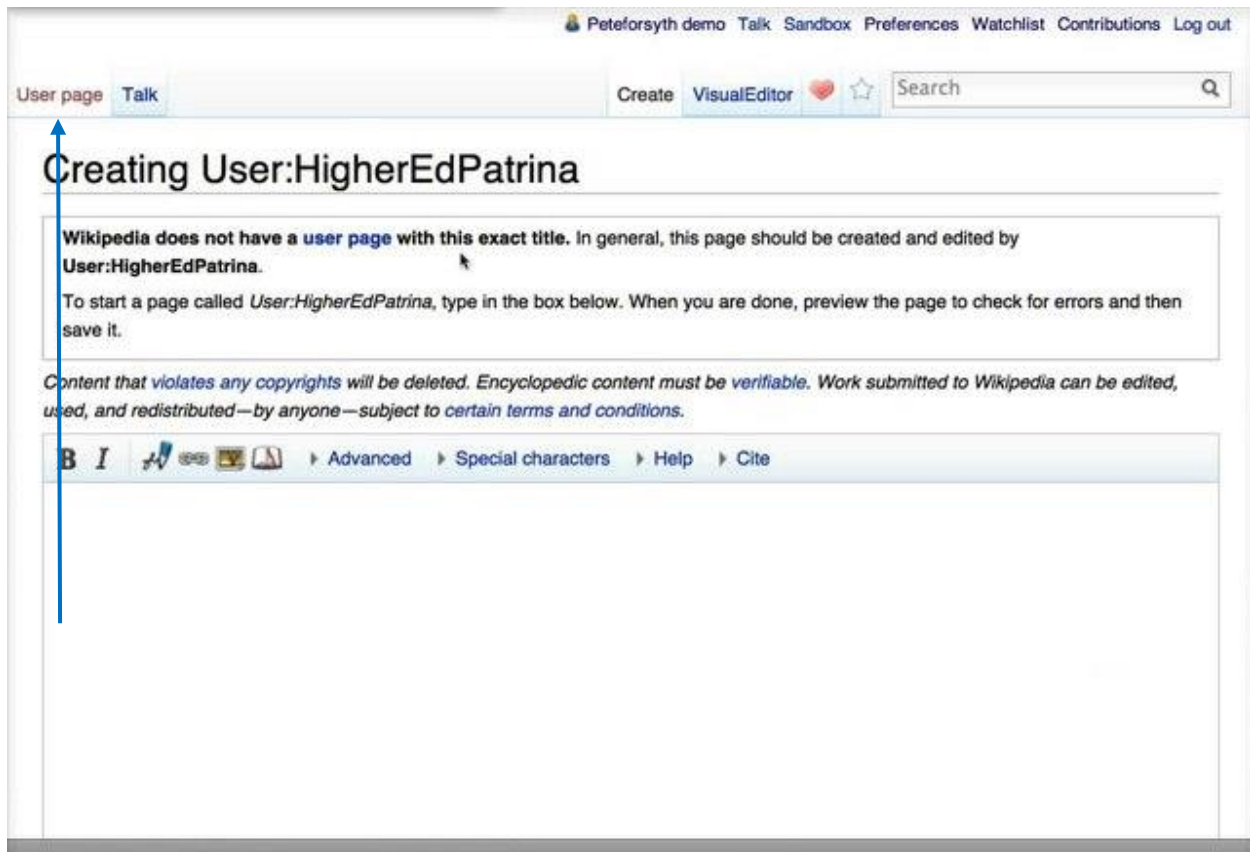 Peteforsyth demo Talk Sandbox Preferences Watchlist Contributions Log out
User page Talk Create VisualEditor Search
Creating User:HigherEdPatrina
Wikipedia does not have a user page with this exact title. In general, this page should be created and edited by
User:HigherEdPatrina.
To start a page called User:HigherEdPatrina, type in the box below. When you are done, preview the page to check for errors and then
save it.
Content that violates any copyrights will be deleted. Encyclopedic content must be verifiable. Work submitted to Wikipedia can be edited,
used, and redistributed—by anyone—subject to certain terms and conditions.
B I Advanced Special characters Help Cite